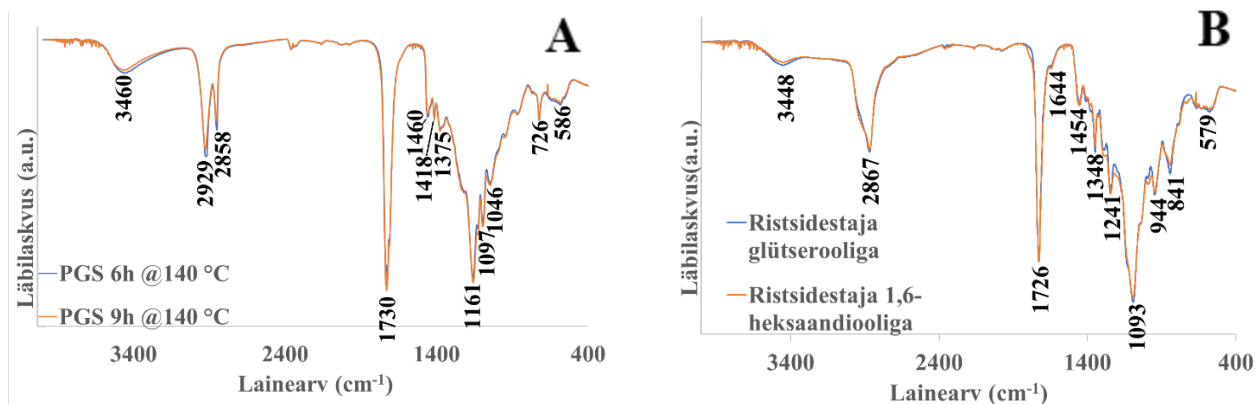 A
3460
2929
2858
1460
1418
1375
1730
1161
1097
1046
726
586
PGS 6h @140 °C
PGS 9h @140 °C
Läbilaskvus (a.u.)
3400
2400
1400
400
Lainearv (cm⁻¹)
B
3448
2867
1726
1644
1454
1348
1241
1093
944
841
579
Ristsidestaja
glütserooliga
Ristsidestaja 1,6-
heksaandiooliga
Läbilaskvus(a.u.)
3400
2400
1400
400
Lainearv (cm⁻¹)